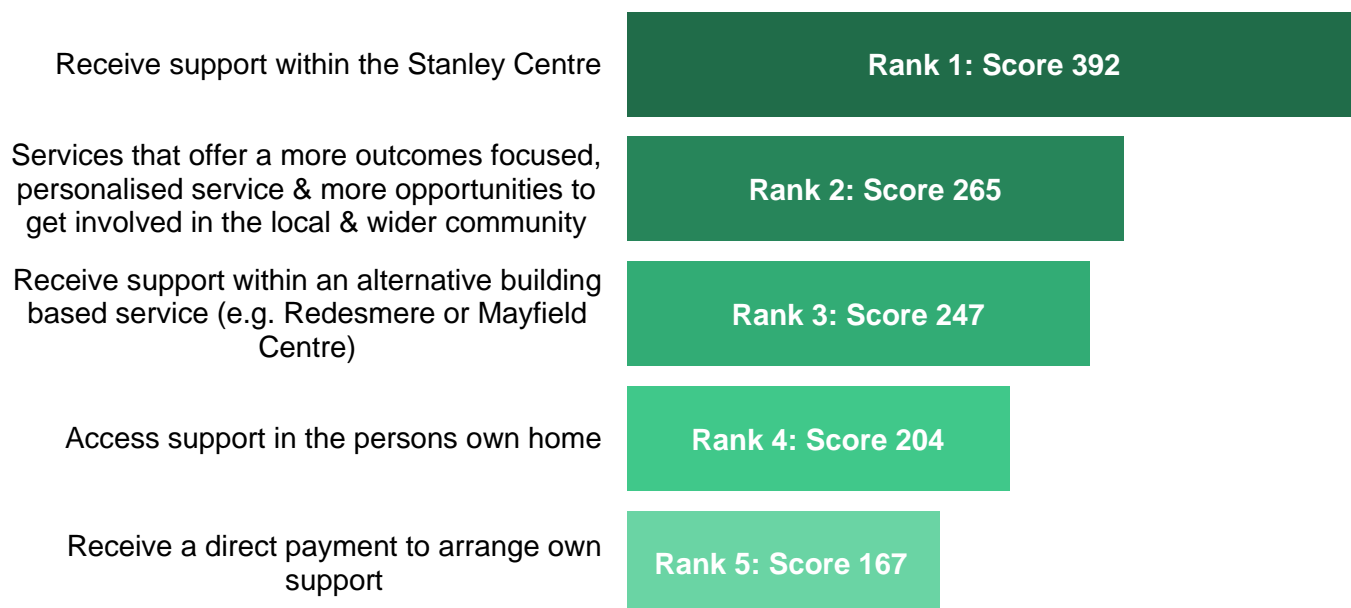 Receive support within the Stanley Centre
Rank 1: Score 392
Services that offer a more outcomes focused,
personalised service & more opportunities to
get involved in the local & wider community
Rank 2: Score 265
Receive support within an alternative building
based service (e.g. Redesmere or Mayfield
Centre)
Rank 3: Score 247
Access support in the persons own home
Rank 4: Score 204
Receive a direct payment to arrange own
support
Rank 5: Score 167